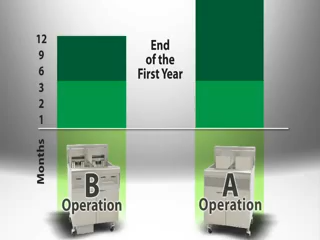 12
9
6
3
2
1
Months
End
of the
First Year
B
Operation
A
Operation